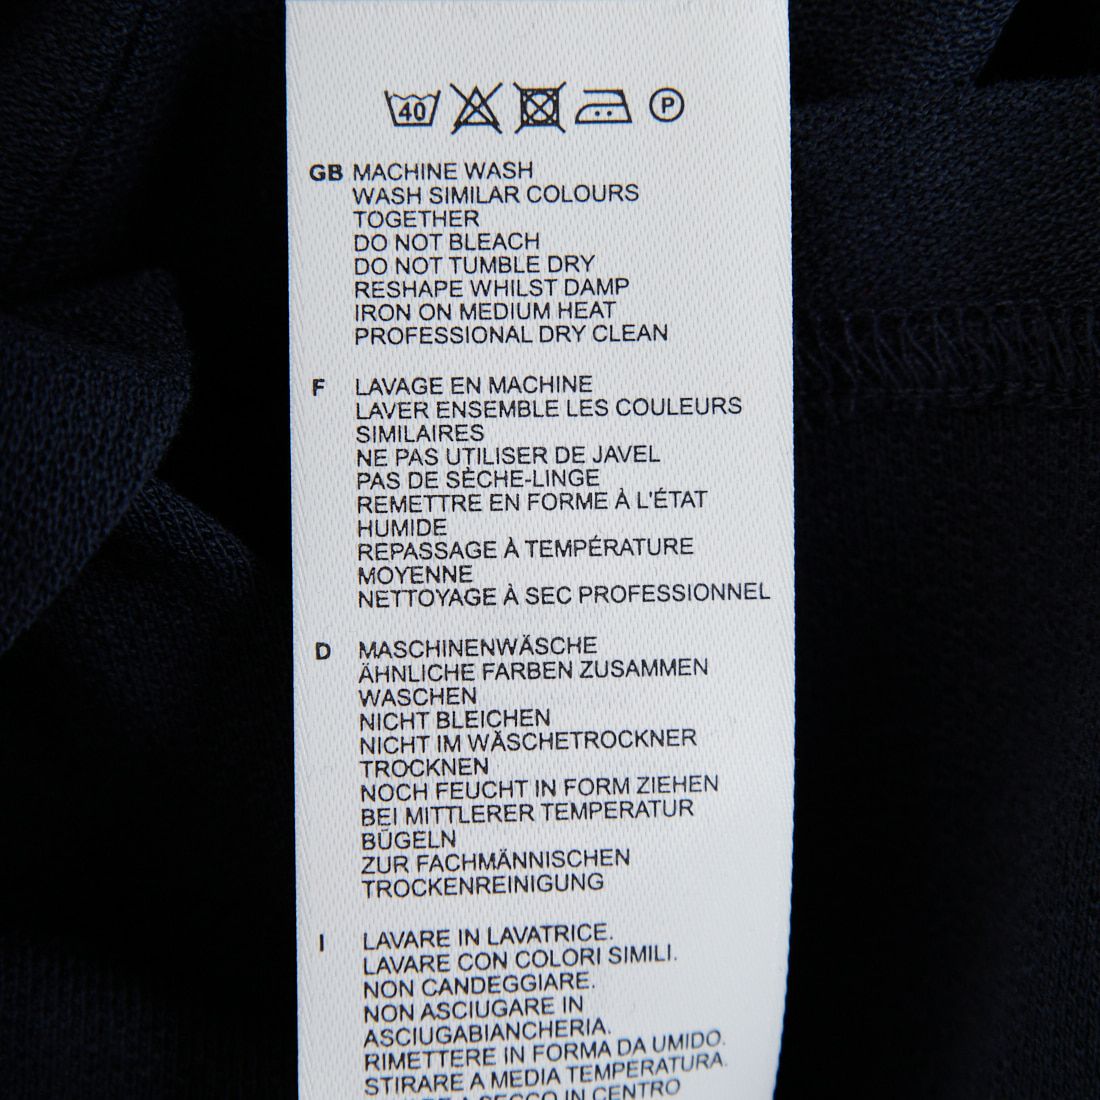 40
P
GB MACHINE WASH
WASH SIMILAR COLOURS
TOGETHER
DO NOT BLEACH
DO NOT TUMBLE DRY
RESHAPE WHILST DAMP
IRON ON MEDIUM HEAT
PROFESSIONAL DRY CLEAN
F LAVAGE EN MACHINE
LAVER ENSEMBLE LES COULEURS
SIMILAIRES
NE PAS UTILISER DE JAVEL
PAS DE SÈCHE-LINGE
REMETTRE EN FORME À L'ÉTAT
HUMIDE
REPASSAGE À TEMPÉRATURE
MOYENNE
NETTOYAGE À SEC PROFESSIONNEL
D MASCHINENWÄSCHE
ÄHNLICHE FARBEN ZUSAMMEN
WASCHEN
NICHT BLEICHEN
NICHT IM WÄSCHETROCKNER
TROCKNEN
NOCH FEUCHT IN FORM ZIEHEN
BEI MITTLERER TEMPERATUR
BÜGELN
ZUR FACHMÄNNISCHEN
TROCKENREINIGUNG
I LAVARE IN LAVATRICE.
LAVARE CON COLORI SIMILI.
NON CANDEGGIARE.
NON ASCIUGARE IN
ASCIUGABIANCHERIA.
RIMETTERE IN FORMA DA UMIDO.
STIRARE A MEDIA TEMPERATURA.
A SECCO IN CENTRO